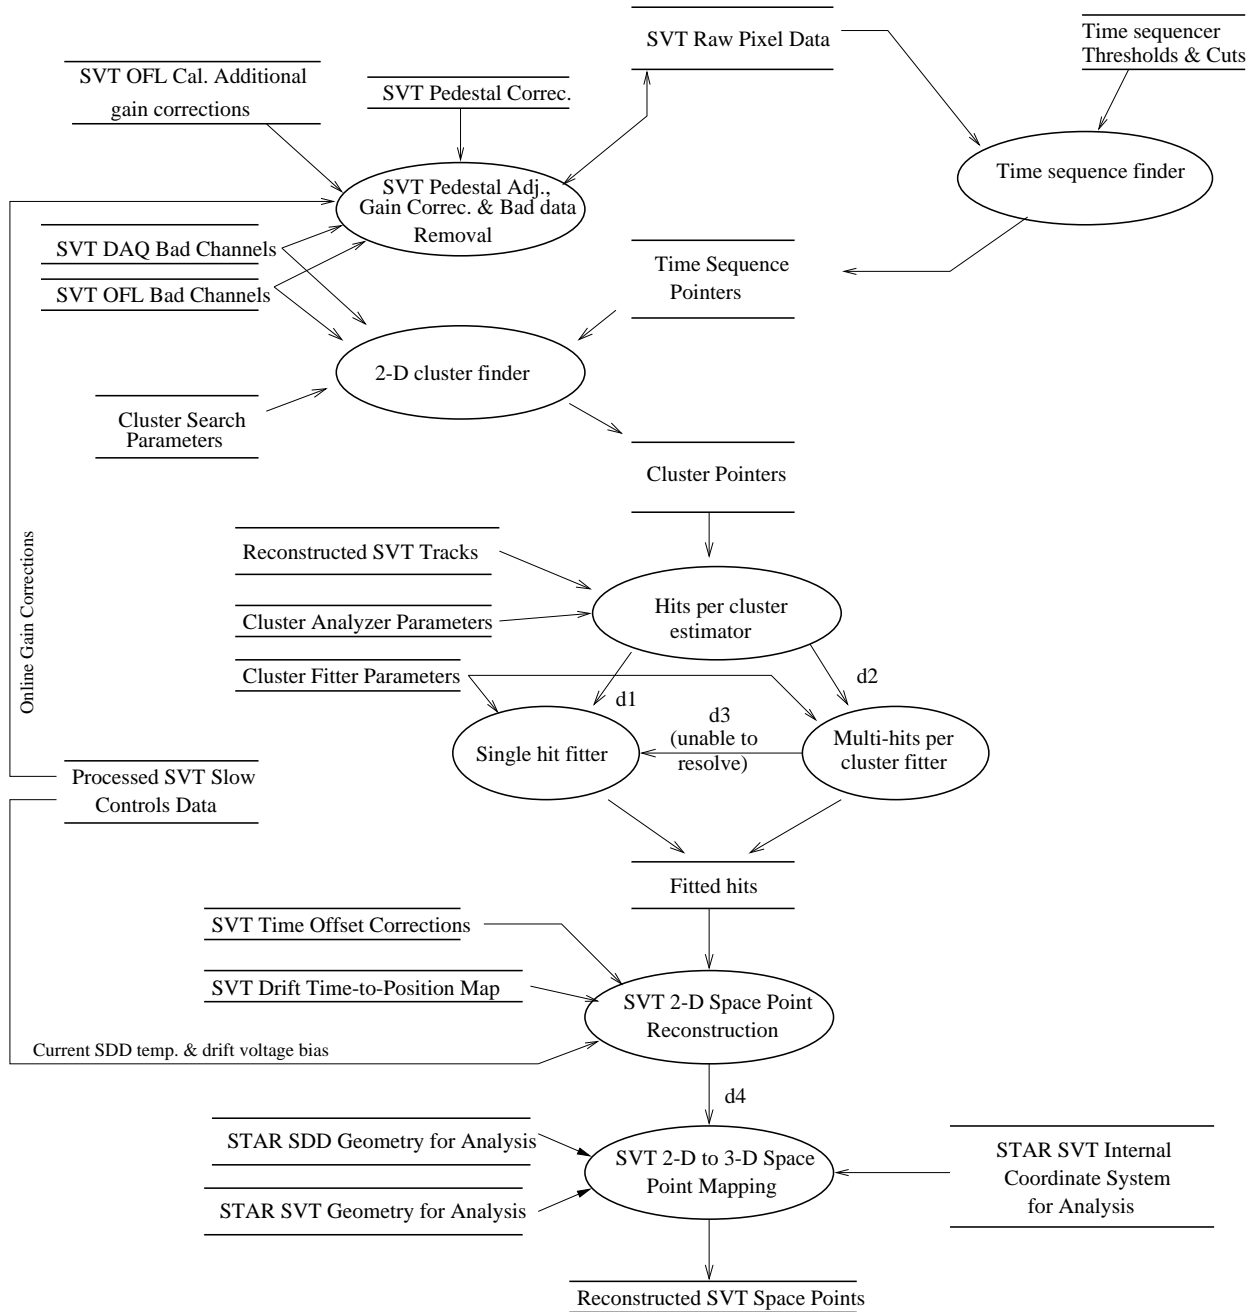 SVT Raw Pixel Data
Time sequencer
Thresholds & Cuts
SVT OFL Cal. Additional
gain corrections
SVT Pedestal Correc.
SVT Pedestal Adj.,
Gain Correc. & Bad data
Removal
Time sequence finder
SVT DAQ Bad Channels
SVT OFL Bad Channels
Time Sequence
Pointers
2-D cluster finder
Cluster Search
Parameters
Cluster Pointers
Online Gain Corrections
Reconstructed SVT Tracks
Cluster Analyzer Parameters
Hits per cluster
estimator
Cluster Fitter Parameters
d1
d2
d3
(unable to
resolve)
Single hit fitter
Multi-hits per
cluster fitter
Processed SVT Slow
Controls Data
Fitted hits
SVT Time Offset Corrections
SVT Drift Time-to-Position Map
SVT 2-D Space Point
Reconstruction
Current SDD temp. & drift voltage bias
d4
STAR SDD Geometry for Analysis
STAR SVT Geometry for Analysis
SVT 2-D to 3-D Space
Point Mapping
STAR SVT Internal
Coordinate System
for Analysis
Reconstructed SVT Space Points